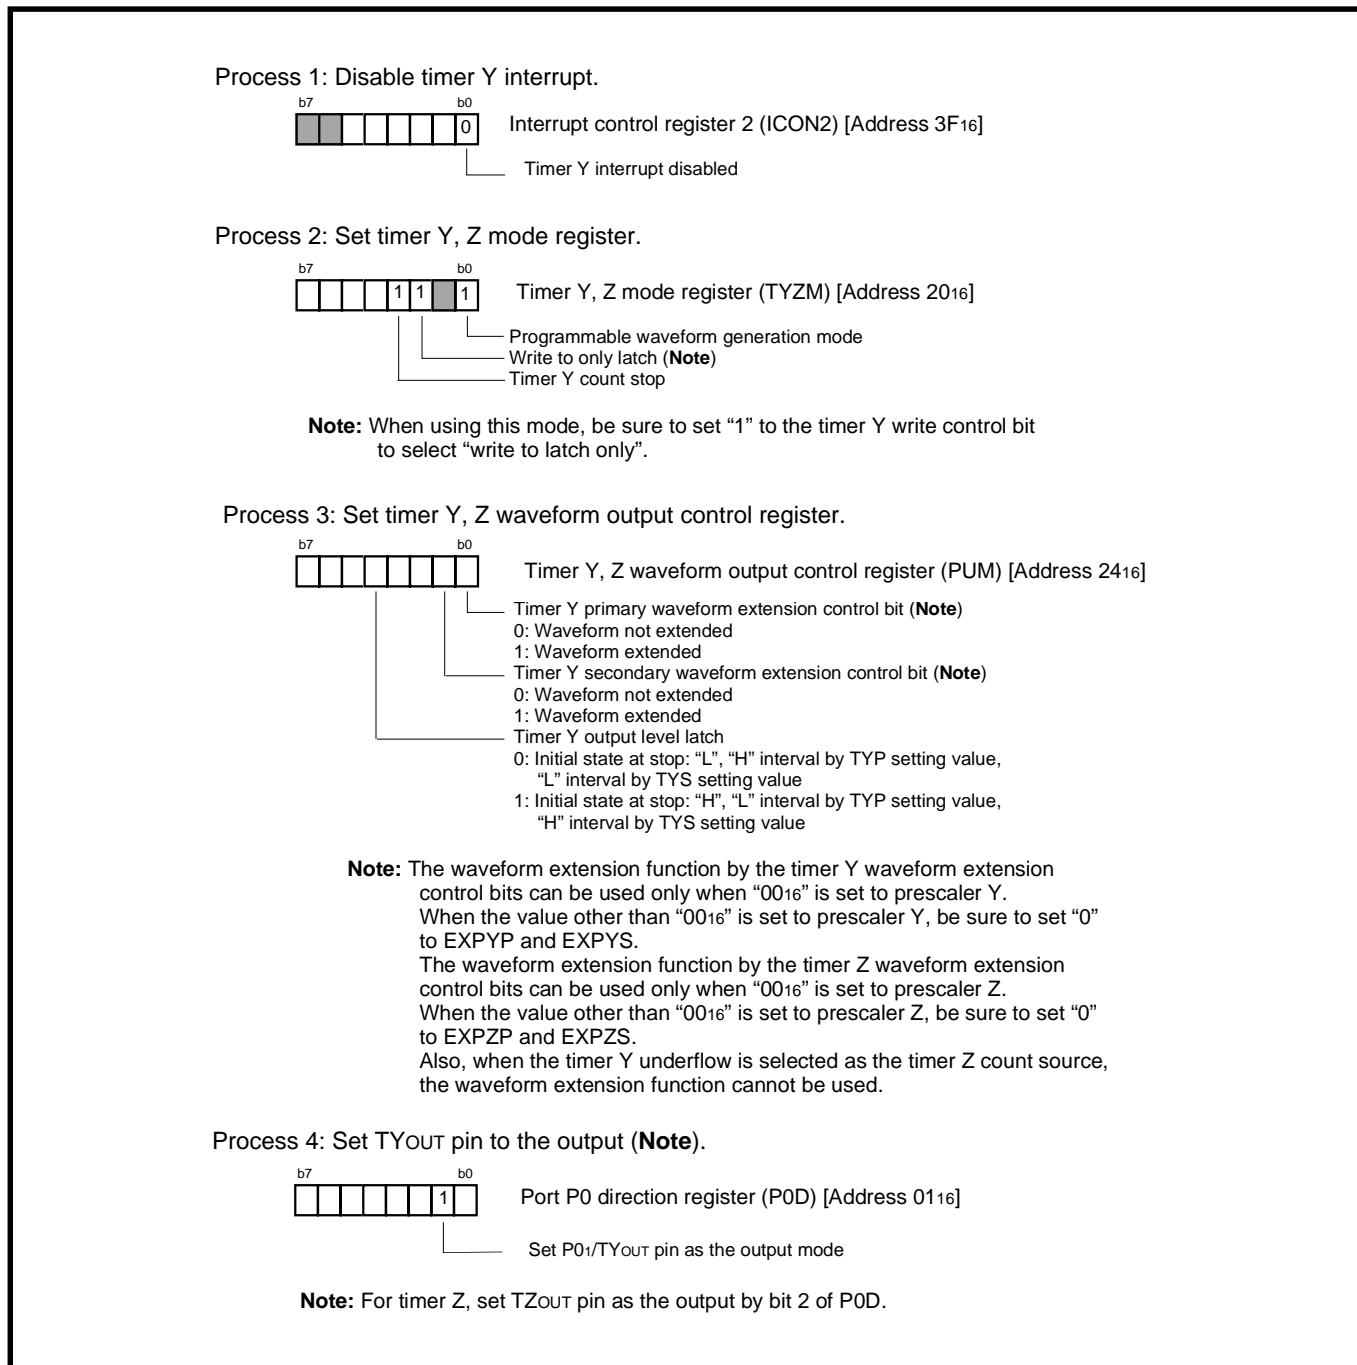 Process 1: Disable timer Y interrupt.
b7 b0
0 Interrupt control register 2 (ICON2) [Address 3F16]
Timer Y interrupt disabled
Process 2: Set timer Y, Z mode register.
b7 b0
1 1 1 Timer Y, Z mode register (TYZM) [Address 2016]
Programmable waveform generation mode
Write to only latch (Note)
Timer Y count stop
Note: When using this mode, be sure to set “1” to the timer Y write control bit
to select “write to latch only”.
Process 3: Set timer Y, Z waveform output control register.
b7 b0
Timer Y, Z waveform output control register (PUM) [Address 2416]
Timer Y primary waveform extension control bit (Note)
0: Waveform not extended
1: Waveform extended
Timer Y secondary waveform extension control bit (Note)
0: Waveform not extended
1: Waveform extended
Timer Y output level latch
0: Initial state at stop: “L”, “H” interval by TYP setting value,
“L” interval by TYS setting value
1: Initial state at stop: “H”, “L” interval by TYP setting value,
“H” interval by TYS setting value
Note: The waveform extension function by the timer Y waveform extension
control bits can be used only when “0016” is set to prescaler Y.
When the value other than “0016” is set to prescaler Y, be sure to set “0”
to EXPYP and EXPYS.
The waveform extension function by the timer Z waveform extension
control bits can be used only when “0016” is set to prescaler Z.
When the value other than “0016” is set to prescaler Z, be sure to set “0”
to EXPZP and EXPZS.
Also, when the timer Y underflow is selected as the timer Z count source,
the waveform extension function cannot be used.
Process 4: Set TYOUT pin to the output (Note).
b7 b0
1 Port P0 direction register (P0D) [Address 0116]
Set P01/TYOUT pin as the output mode
Note: For timer Z, set TZOUT pin as the output by bit 2 of P0D.